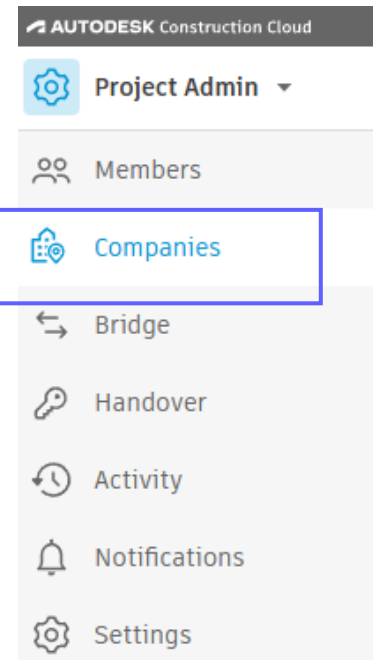 AUTODESK Construction Cloud
Project Admin
Members
Companies
Bridge
Handover
Activity
Notifications
Settings